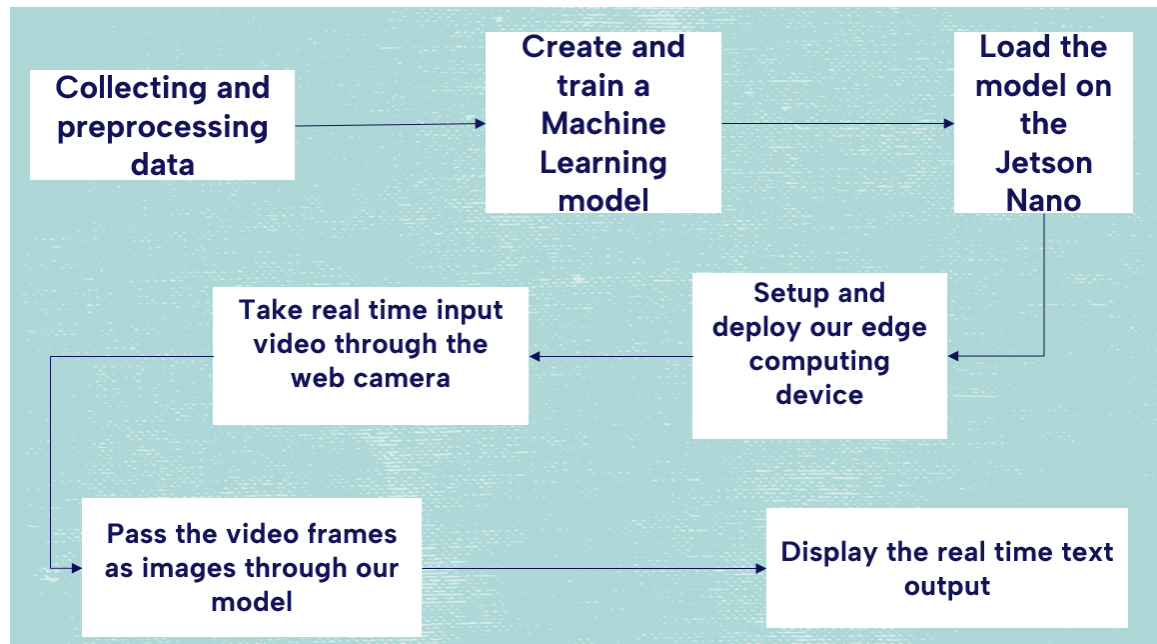 Collecting and
preprocessing
data
Create and
train a
Machine
Learning
model
Load the
model on
the
Jetson
Nano
Setup and
deploy our edge
computing
device
Take real time input
video through the
web camera
Pass the video frames
as images through our
model
Display the real time text
output